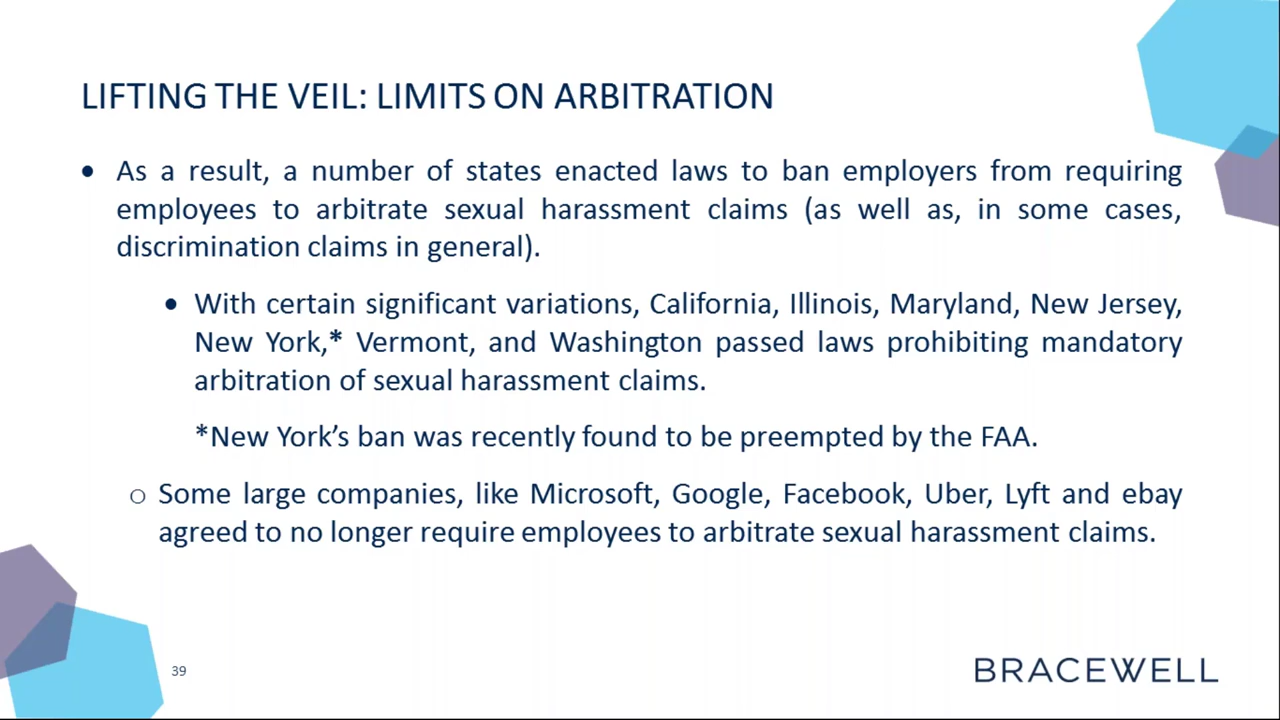 LIFTING THE VEIL: LIMITS ON ARBITRATION
• As a result, a number of states enacted laws to ban employers from requiring
employees to arbitrate sexual harassment claims (as well as, in some cases,
discrimination claims in general).
• With certain significant variations, California, Illinois, Maryland, New Jersey,
New York,* Vermont, and Washington passed laws prohibiting mandatory
arbitration of sexual harassment claims.
*New York’s ban was recently found to be preempted by the FAA.
o Some large companies, like Microsoft, Google, Facebook, Uber, Lyft and ebay
agreed to no longer require employees to arbitrate sexual harassment claims.
39
BRACEWELL